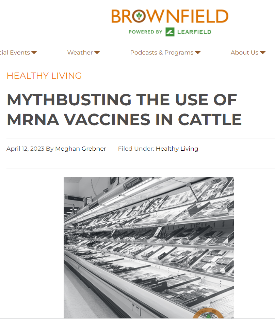 BROWNFIELD
POWERED BY LEARFIELD
cial Events Weather Podcasts & Programs About Us
HEALTHY LIVING
MYTHBUSTING THE USE OF
MRNA VACCINES IN CATTLE
April 12, 2023 By Meghan Grebner Filed Under: Healthy Living